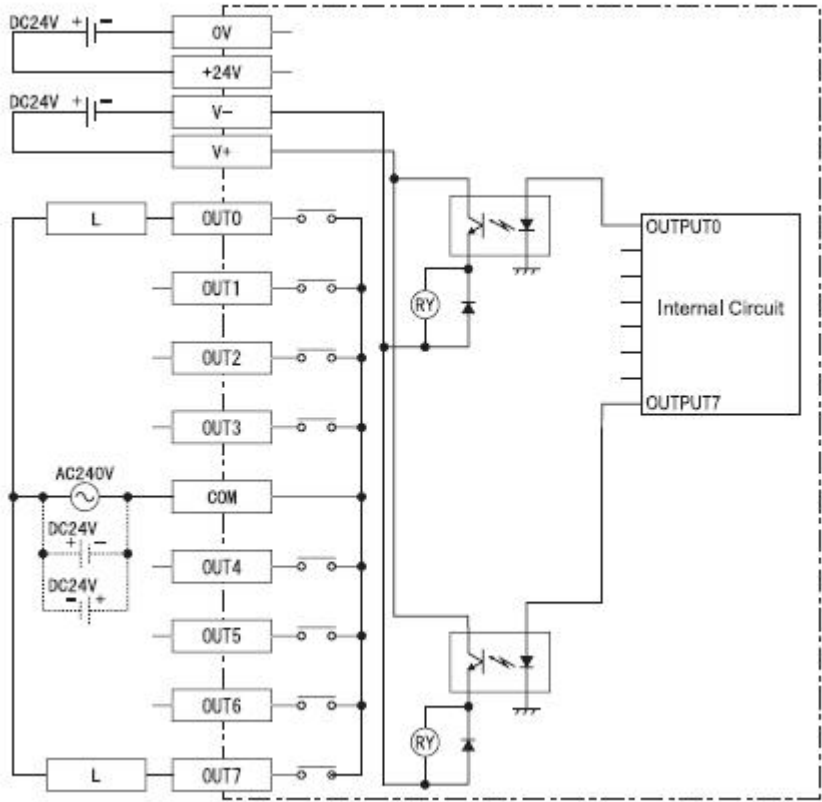 DC24V + -
0V
+24V
DC24V + -
V-
V+
L
OUT0
OUTPUT0
OUT1
RY
Internal Circuit
OUT2
OUTPUT7
OUT3
AC240V
COM
DC24V
+ -
DC24V
- +
OUT4
OUT5
OUT6
RY
L
OUT7